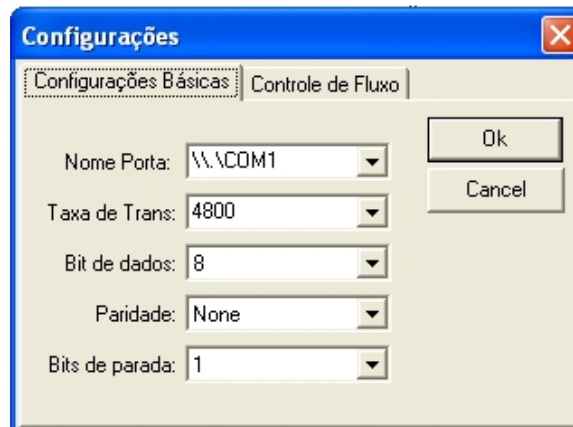 Configurações
Configurações Básicas Controle de Fluxo
Nome Porta: \\.\COM1
Ok
Taxa de Trans: 4800
Cancel
Bit de dados: 8
Paridade: None
Bits de parada: 1